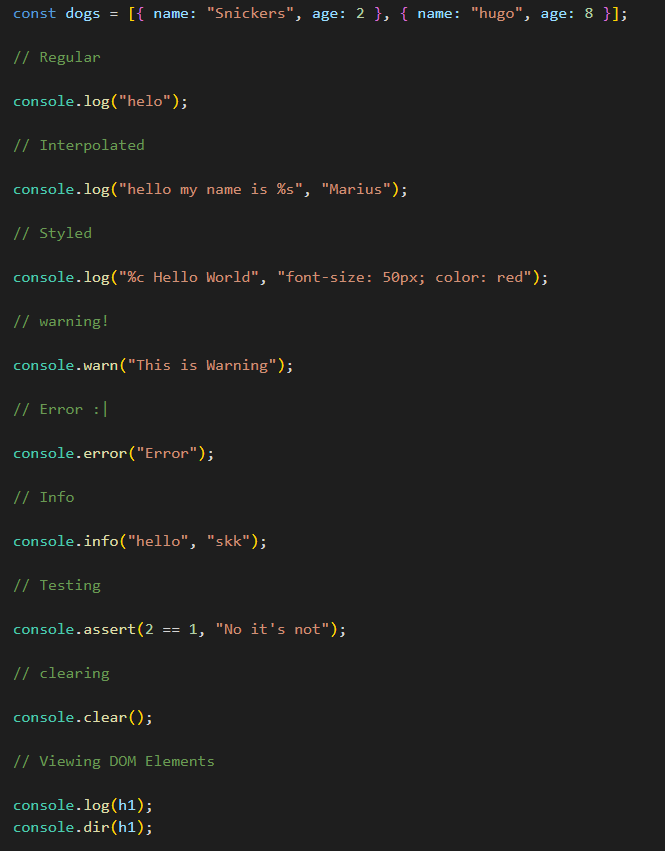 const dogs = [{ name: "Snickers", age: 2 }, { name: "hugo", age: 8 }];
// Regular
console.log("helo");
// Interpolated
console.log("hello my name is %s", "Marius");
// Styled
console.log("%c Hello World", "font-size: 50px; color: red");
// warning!
console.warn("This is Warning");
// Error :|
console.error("Error");
// Info
console.info("hello", "skk");
// Testing
console.assert(2 == 1, "No it's not");
// clearing
console.clear();
// Viewing DOM Elements
console.log(h1);
console.dir(h1);